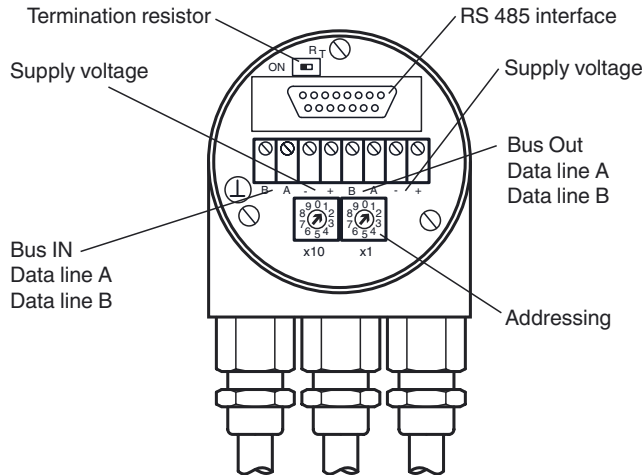 Termination resistor
RS 485 interface
R T
ON
Supply voltage
Supply voltage
Bus Out
Data line A
Data line B
B A - + B A - +
9 0 1 2 3 4 5 6 7 8
9 0 1 2 3 4 5 6 7 8
x10
x1
Bus IN
Data line A
Data line B
Addressing